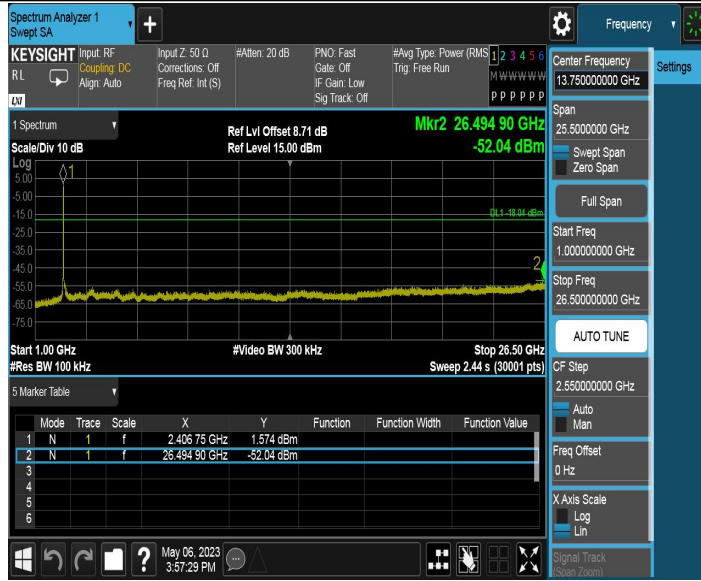 Spectrum Analyzer 1
Swept SA
+
Frequency
KEYSIGHT
RL
LXI
Input: RF
Coupling: DC
Align: Auto
Input Z: 50 Ω
Corrections: Off
Freq Ref: Int (S)
#Atten: 20 dB
PNO: Fast
Gate: Off
IF Gain: Low
Sig Track: Off
#Avg Type: Power (RMS
Trig: Free Run
1 2 3 4 5 6
M W W W W W
P P P P P P
1 Spectrum
Scale/Div 10 dB
Ref Lvl Offset 8.71 dB
Ref Level 15.00 dBm
Mkr2 26.494 90 GHz
-52.04 dBm
Log
5.00
-5.00
-15.0
-25.0
-35.0
-45.0
-55.0
-65.0
-75.0
1
DL1 -18.04 dBm
2
Start 1.00 GHz
#Res BW 100 kHz
#Video BW 300 kHz
Stop 26.50 GHz
Sweep 2.44 s (30001 pts)
5 Marker Table
Mode Trace Scale X Y Function Function Width Function Value
1 N 1 f 2.406 75 GHz 1.574 dBm
2 N 1 f 26.494 90 GHz -52.04 dBm
3
4
5
6
?
May 06, 2023
3:57:29 PM
Settings
Center Frequency
13.750000000 GHz
Span
25.5000000 GHz
Swept Span
Zero Span
Full Span
Start Freq
1.000000000 GHz
Stop Freq
26.500000000 GHz
AUTO TUNE
CF Step
2.550000000 GHz
Auto
Man
Freq Offset
0 Hz
X Axis Scale
Log
Lin
Signal Track
(Span Zoom)